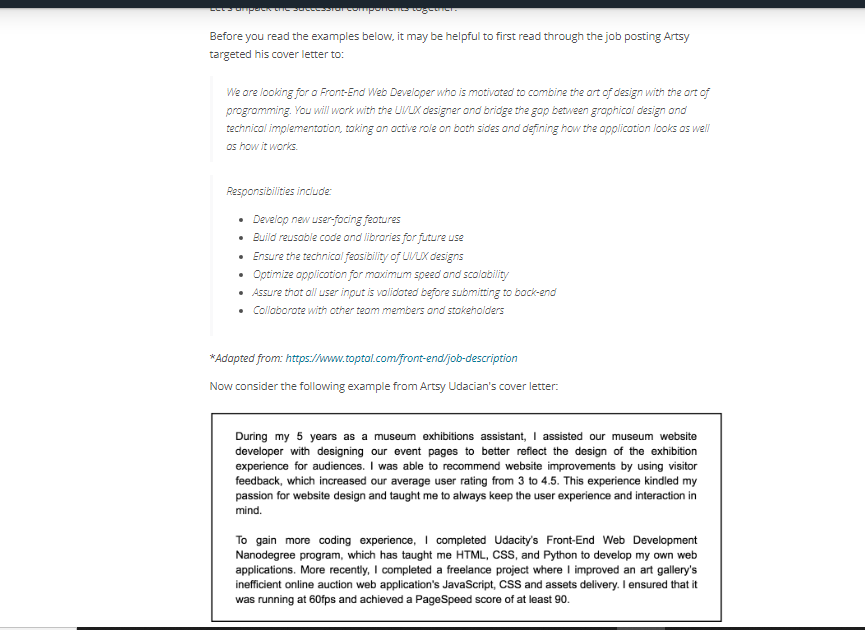 Let's unpack the successful components together.
Before you read the examples below, it may be helpful to first read through the job posting Artsy
targeted his cover letter to:
We are looking for a Front-End Web Developer who is motivated to combine the art of design with the art of
programming. You will work with the UI/UX designer and bridge the gap between graphical design and
technical implementation, taking an active role on both sides and defining how the application looks as well
as how it works.
Responsibilities include:
• Develop new user-facing features
• Build reusable code and libraries for future use
• Ensure the technical feasibility of UI/UX designs
• Optimize application for maximum speed and scalability
• Assure that all user input is validated before submitting to back-end
• Collaborate with other team members and stakeholders
*Adapted from: https://www.toptal.com/front-end/job-description
Now consider the following example from Artsy Udacian's cover letter:
During my 5 years as a museum exhibitions assistant, I assisted our museum website
developer with designing our event pages to better reflect the design of the exhibition
experience for audiences. I was able to recommend website improvements by using visitor
feedback, which increased our average user rating from 3 to 4.5. This experience kindled my
passion for website design and taught me to always keep the user experience and interaction in
mind.
To gain more coding experience, I completed Udacity's Front-End Web Development
Nanodegree program, which has taught me HTML, CSS, and Python to develop my own web
applications. More recently, I completed a freelance project where I improved an art gallery's
inefficient online auction web application's JavaScript, CSS and assets delivery. I ensured that it
was running at 60fps and achieved a PageSpeed score of at least 90.